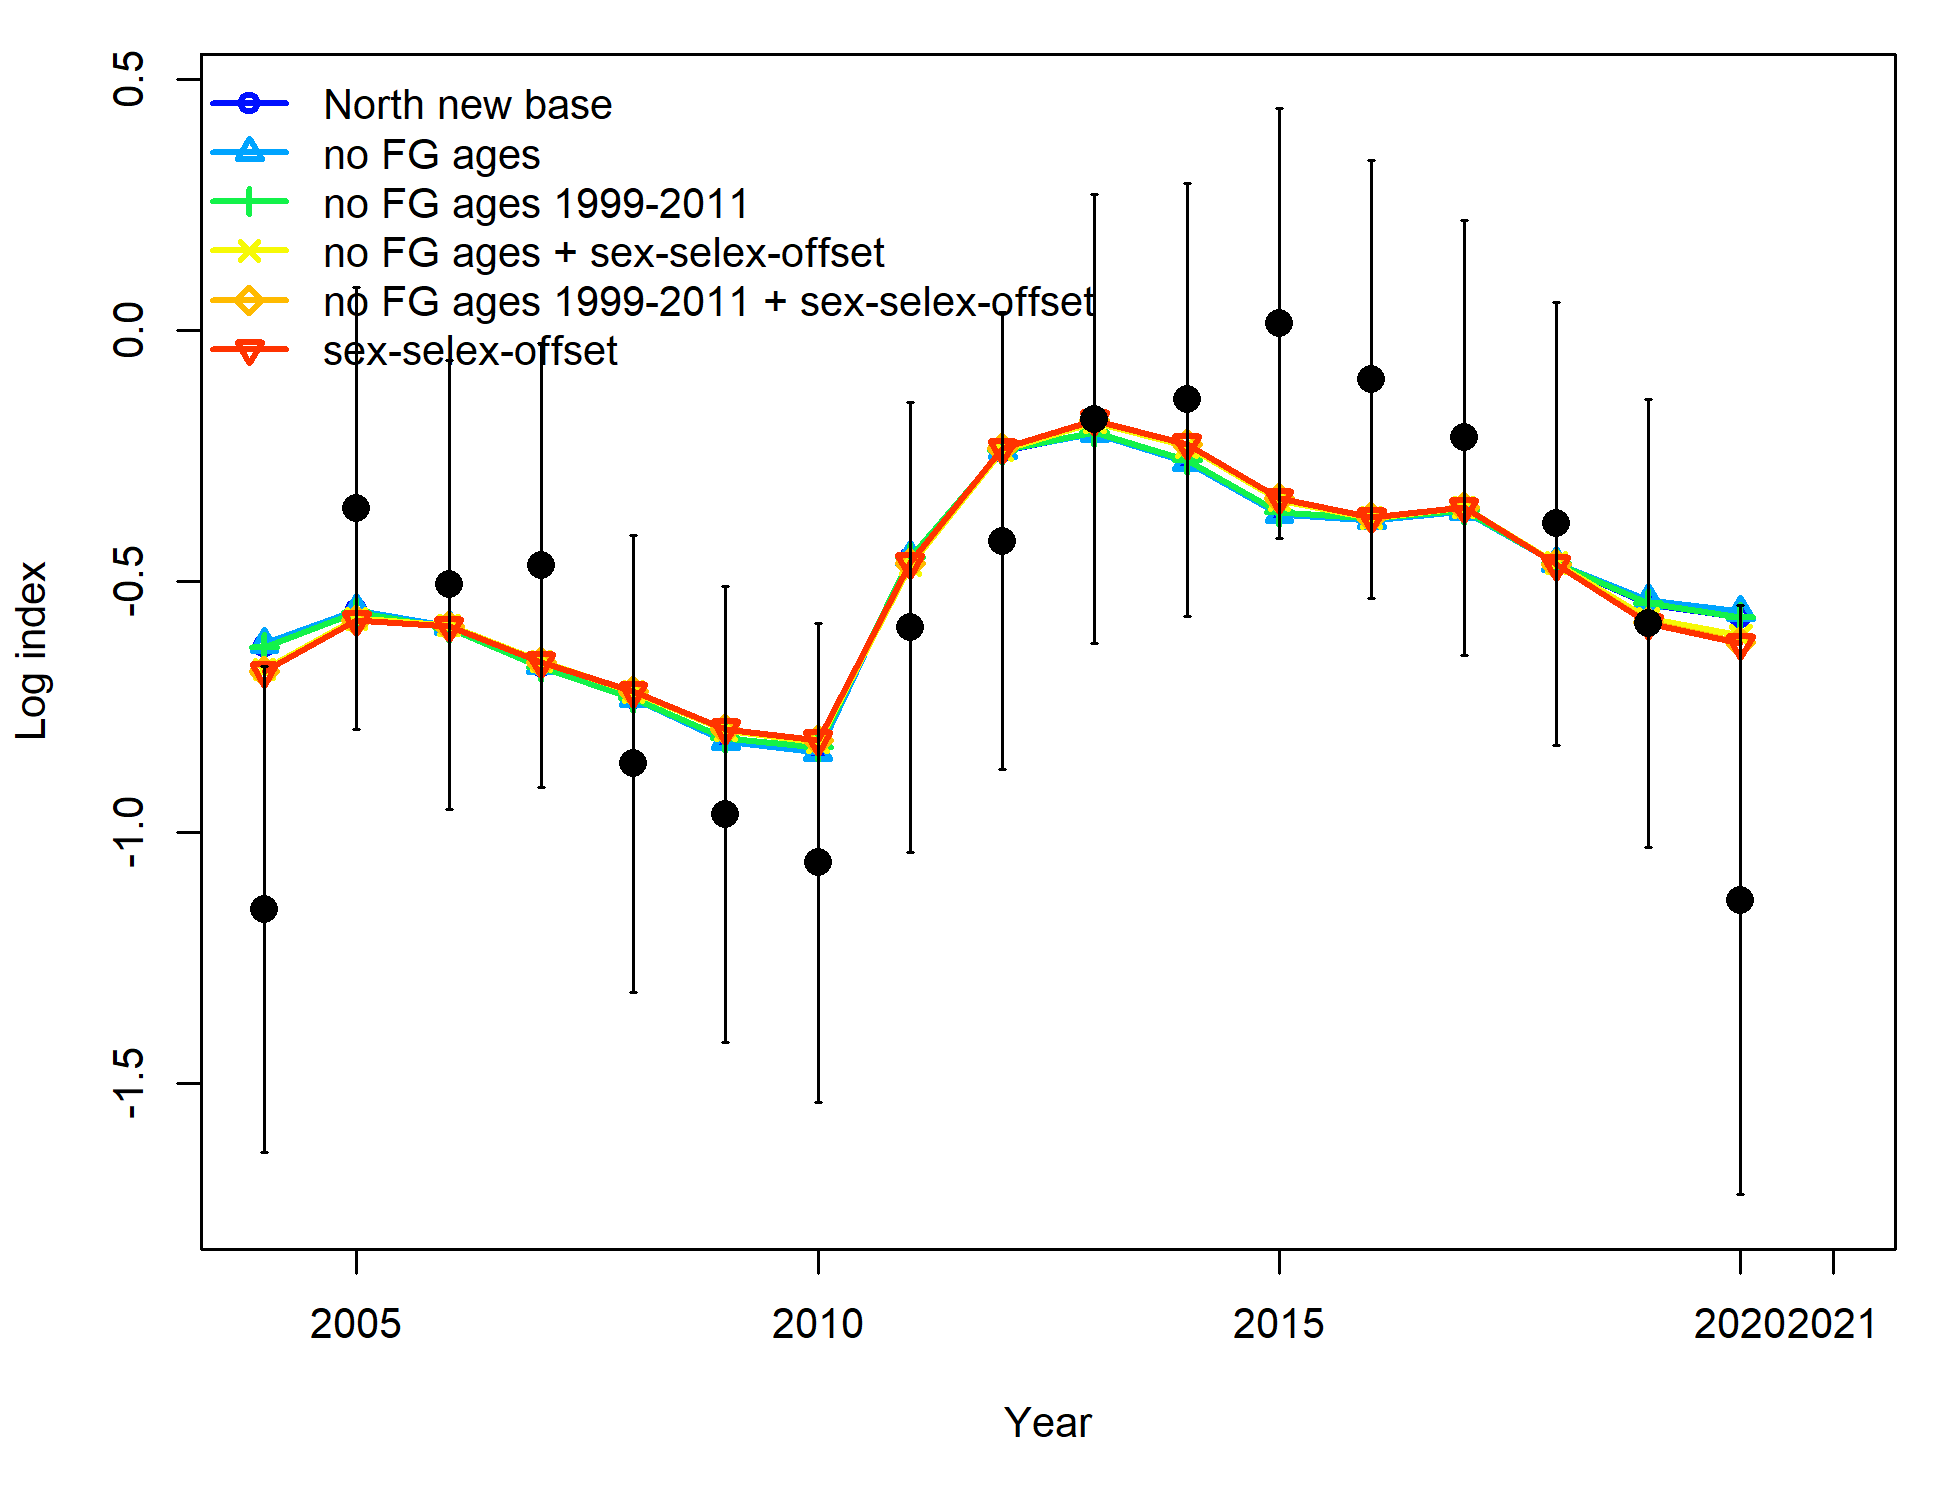 0.5
0.0
-0.5
-1.0
-1.5
Log index
North new base
no FG ages
no FG ages 1999-2011
no FG ages + sex-selex-offset
no FG ages 1999-2011 + sex-selex-offset
sex-selex-offset
2005 2010 2015 2020 2021
Year